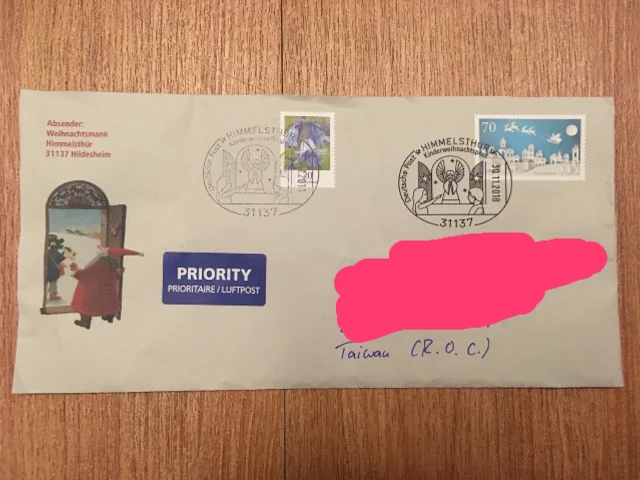 Absender:
Weihnachtsmann
Himmelsthür
31137 Hildesheim
Deutsche Post HIMMELSTHÜR
31137
70
Deutsche Post HIMMELSTHÜR
Kinderweihnachtspost
30.11.2018
31137
PRIORITY
PRIORITAIRE / LUFTPOST
Taiwan (R.O.C.)